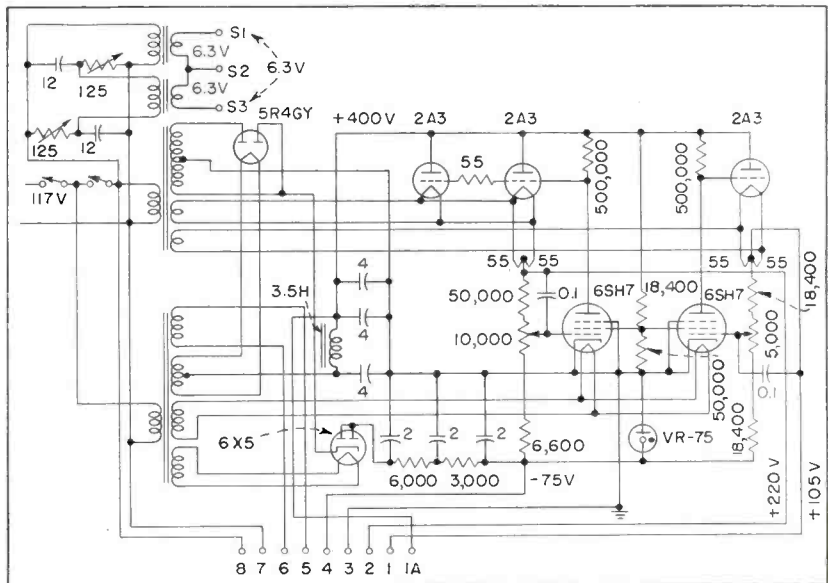 S1
6.3V
S2
6.3V
6.3V
S3
12
125
125
12
5R4GY
+400V
2A3
2A3
2A3
55
500,000
500,000
117V
55
55
55
55
18,400
3.5H
4
4
4
50,000
0.1
6SH7
18,400
6SH7
10,000
5,000
50,000
0.1
6X5
2
2
2
6,600
VR-75
18,400
6,000
3,000
-75V
+220V
+105V
8
7
6
5
4
3
2
1
1A